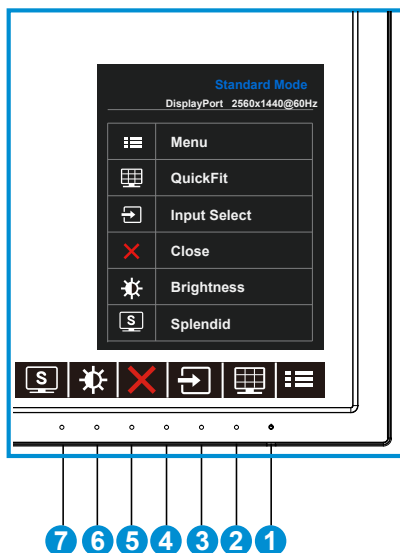 Standard Mode
DisplayPort 2560x1440@60Hz
Menu
QuickFit
Input Select
Close
Brightness
S Splendid
S
7 6 5 4 3 2 1